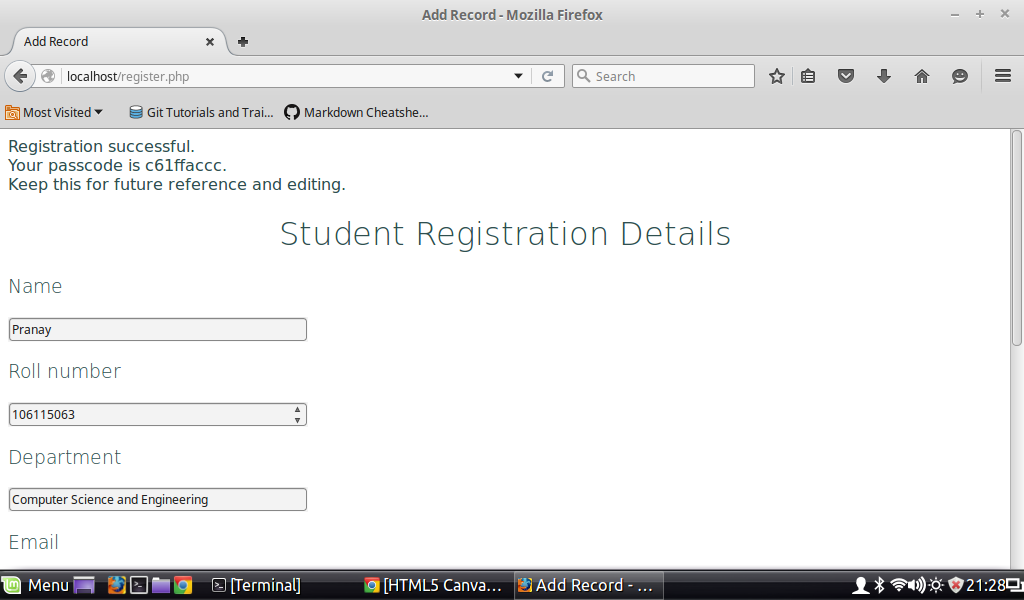 Add Record - Mozilla Firefox
Add Record
localhost/register.php
Search
Most Visited
Git Tutorials and Trai...
Markdown Cheatshe...
Registration successful.
Your passcode is c61ffaccc.
Keep this for future reference and editing.
Student Registration Details
Name
Pranay
Roll number
106115063
Department
Computer Science and Engineering
Email
Menu
[Terminal]
[HTML5 Canva...
Add Record - ...
21:28